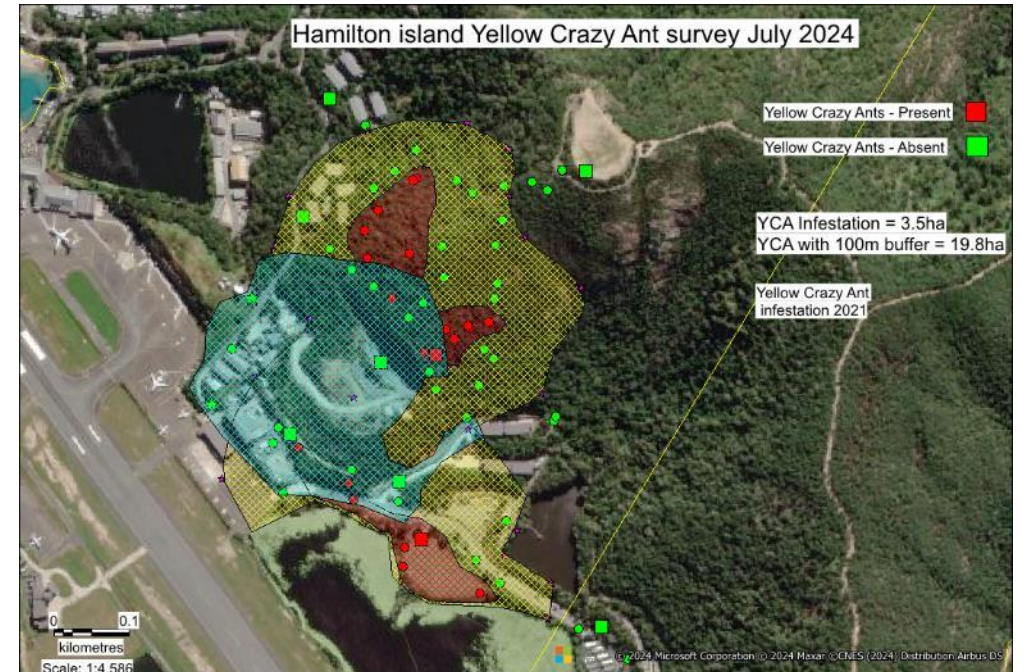 Hamilton island Yellow Crazy Ant survey July 2024
Yellow Crazy Ants - Present
Yellow Crazy Ants - Absent
YCA Infestation = 3.5ha
YCA with 100m buffer = 19.8ha
Yellow Crazy Ant
infestation 2021
0 0.1
kilometres
Scale: 1:4,586
© 2024 Microsoft Corporation © 2024 Maxar ©CNES (2024) Distribution Airbus DS